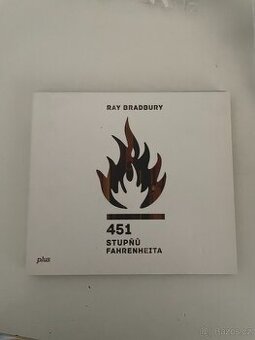 RAY BRADBURY
451
STUPŇŮ
FAHRENHEITA
plus